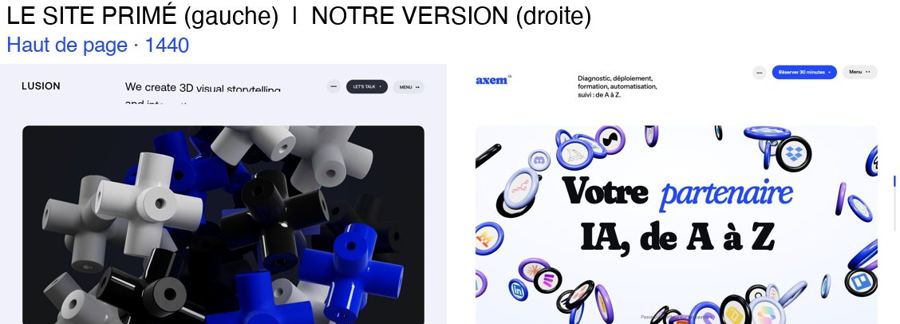 LE SITE PRIMÉ (gauche) | NOTRE VERSION (droite)
Haut de page · 1440
LUSION
We create 3D visual storytelling
LET'S TALK
MENU
axem
Diagnostic, déploiement,
formation, automatisation,
suivi : de A à Z.
Réserver 30 minutes
Menu
Votre partenaire
IA, de A à Z